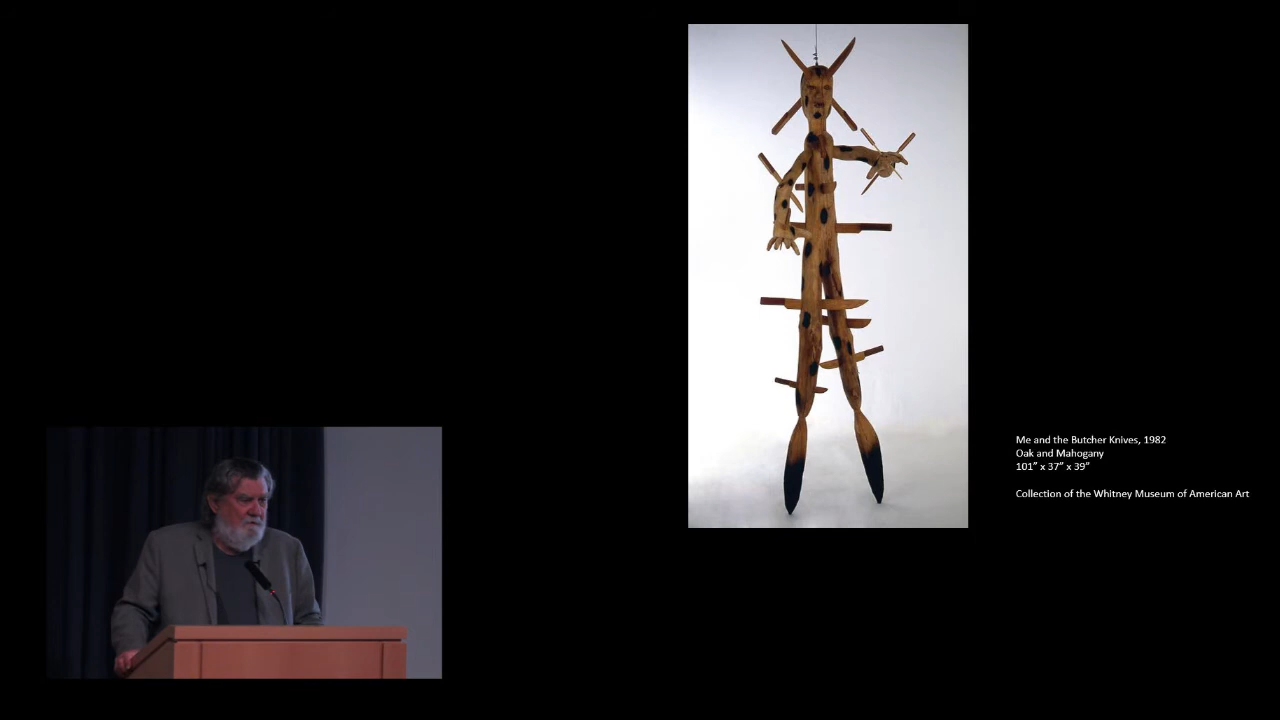 Me and the Butcher Knives, 1982
Oak and Mahogany
101” x 37” x 39”
Collection of the Whitney Museum of American Art